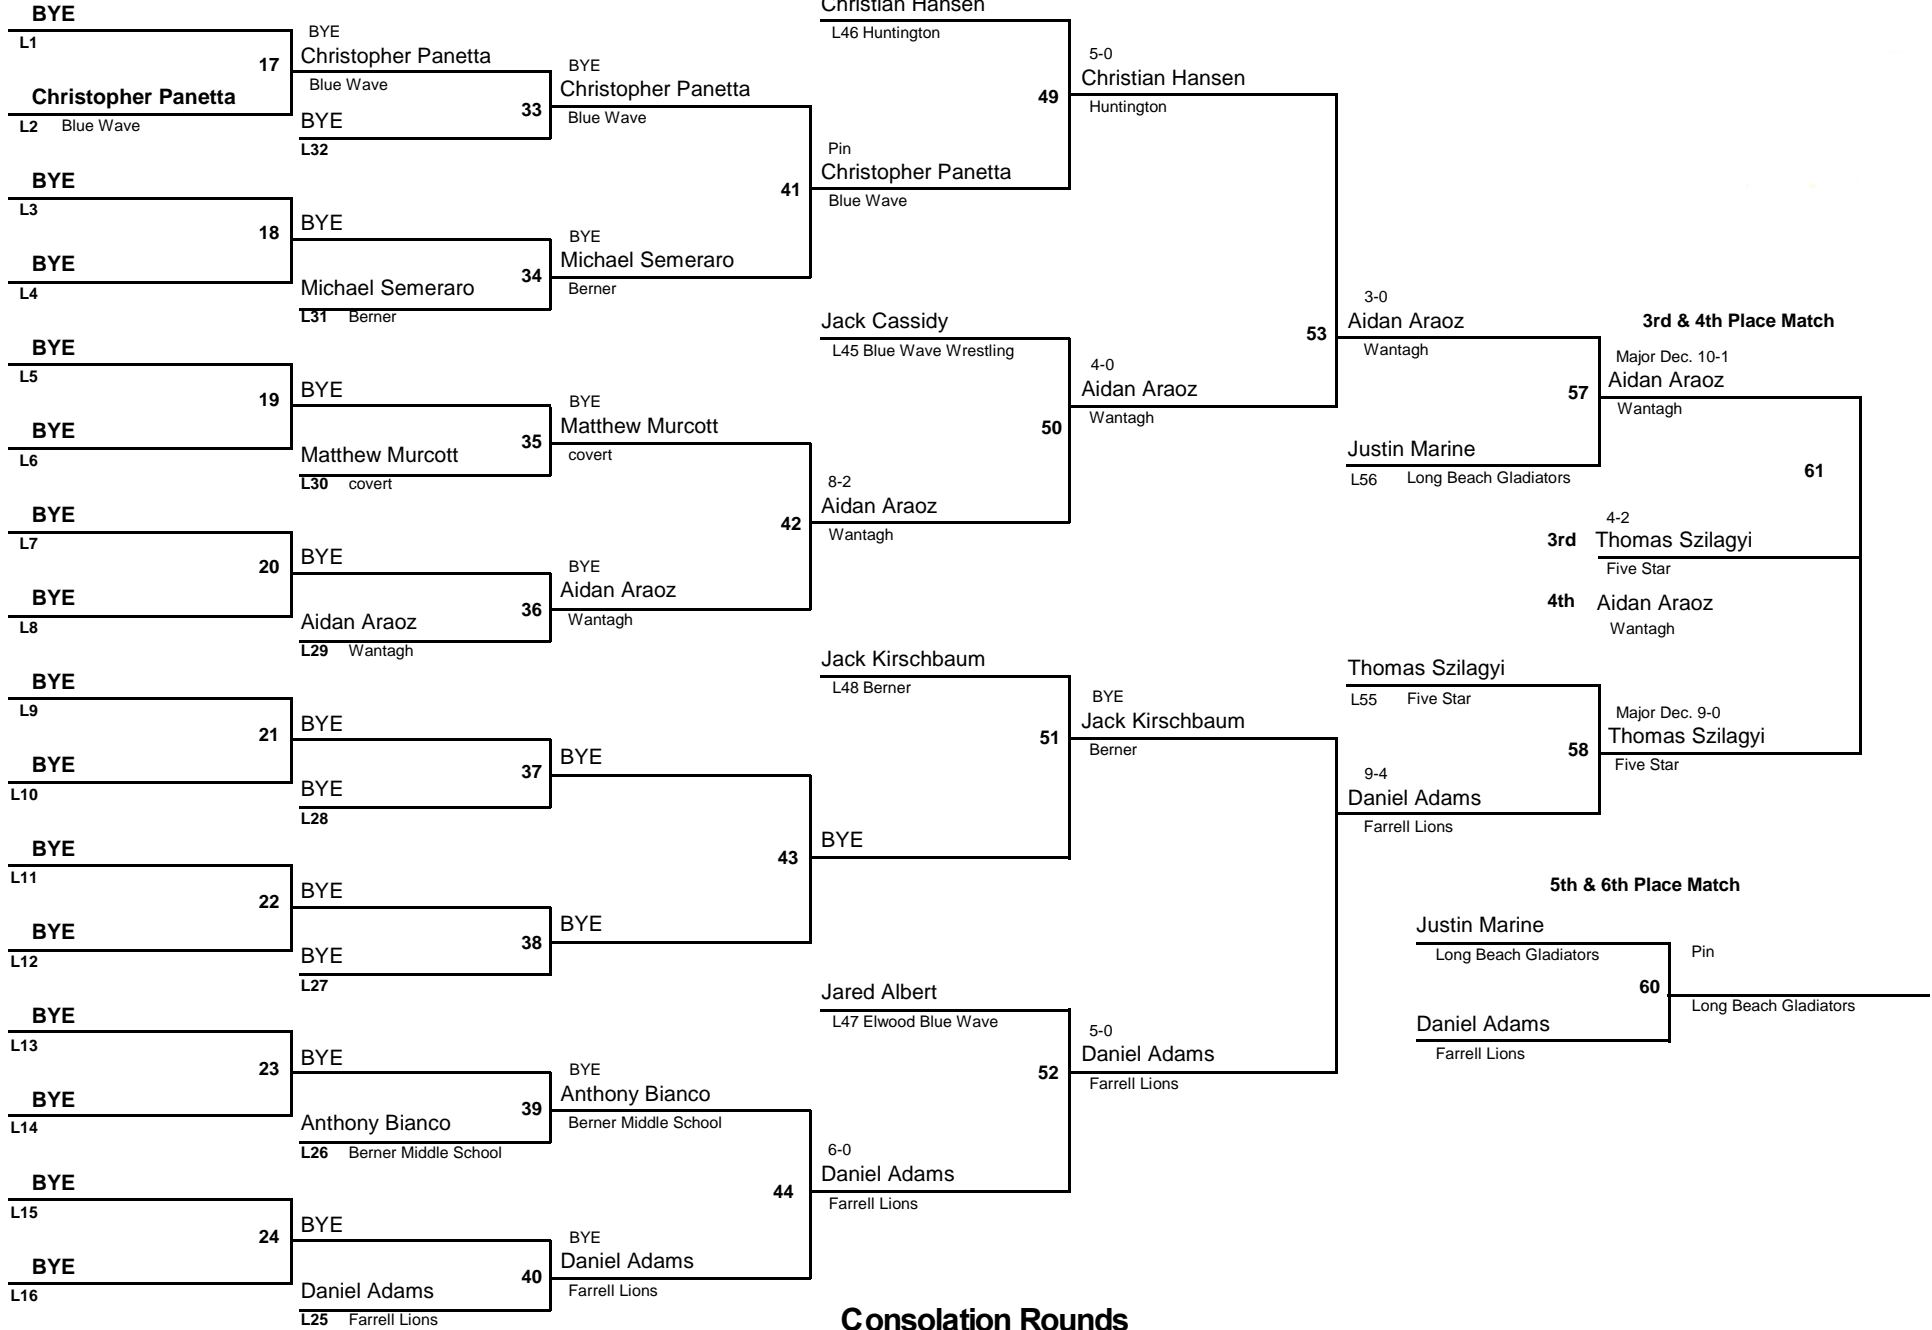 BYE
L1
17
Christopher Panetta
L2 Blue Wave
BYE
L3
18
BYE
L4
BYE
L5
19
BYE
L6
BYE
L7
20
BYE
L8
BYE
L9
21
BYE
L10
BYE
L11
22
BYE
L12
BYE
L13
23
BYE
L14
BYE
L15
24
BYE
L16
BYE
Christopher Panetta
Blue Wave
33
BYE
L32
BYE
34
Michael Semeraro
L31 Berner
BYE
35
Matthew Murcott
L30 covert
BYE
36
Aidan Araoz
L29 Wantagh
BYE
37
BYE
L28
BYE
38
BYE
L27
BYE
39
Anthony Bianco
L26 Berner Middle School
BYE
40
Daniel Adams
L25 Farrell Lions
BYE
Christopher Panetta
Blue Wave
41
BYE
Michael Semeraro
Berner
BYE
Matthew Murcott
covert
42
BYE
Aidan Araoz
Wantagh
BYE
43
BYE
BYE
Anthony Bianco
Berner Middle School
44
BYE
Daniel Adams
Farrell Lions
Christian Hansen
L46 Huntington
49
Pin
Christopher Panetta
Blue Wave
Jack Cassidy
L45 Blue Wave Wrestling
50
8-2
Aidan Araoz
Wantagh
Jack Kirschbaum
L48 Berner
51
BYE
Jared Albert
L47 Elwood Blue Wave
52
6-0
Daniel Adams
Farrell Lions
5-0
Christian Hansen
Huntington
53
4-0
Aidan Araoz
Wantagh
BYE
Jack Kirschbaum
Berner
5-0
Daniel Adams
Farrell Lions
3-0
Aidan Araoz
Wantagh
57
Justin Marine
L56 Long Beach Gladiators
Thomas Szilagyi
L55 Five Star
58
9-4
Daniel Adams
Farrell Lions
3rd & 4th Place Match
Major Dec. 10-1
Aidan Araoz
Wantagh
61
4-2
3rd Thomas Szilagyi
Five Star
4th Aidan Araoz
Wantagh
Major Dec. 9-0
Thomas Szilagyi
Five Star
5th & 6th Place Match
Justin Marine
Long Beach Gladiators
60
Daniel Adams
Farrell Lions
Pin
Long Beach Gladiators
Consolation Rounds